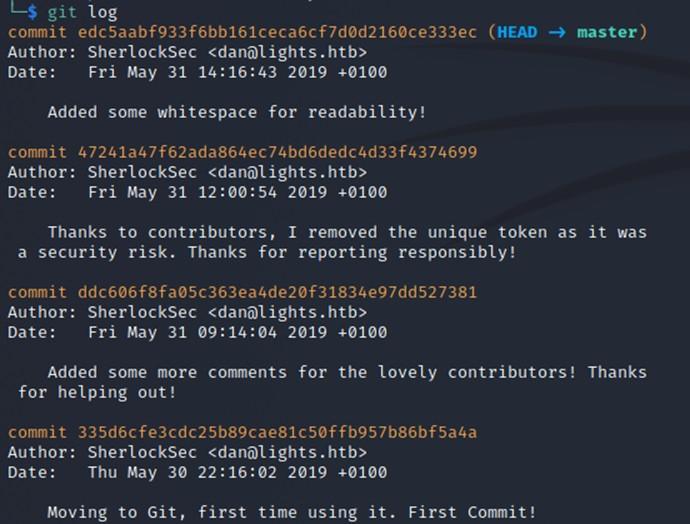 └─$ git log
commit edc5aabf933f6bb161ceca6cf7d0d2160ce333ec (HEAD → master)
Author: SherlockSec <dan@lights.htb>
Date:   Fri May 31 14:16:43 2019 +0100
Added some whitespace for readability!
commit 47241a47f62ada864ec74bd6dedc4d33f4374699
Author: SherlockSec <dan@lights.htb>
Date:   Fri May 31 12:00:54 2019 +0100
Thanks to contributors, I removed the unique token as it was
a security risk. Thanks for reporting responsibly!
commit ddc606f8fa05c363ea4de20f31834e97dd527381
Author: SherlockSec <dan@lights.htb>
Date:   Fri May 31 09:14:04 2019 +0100
Added some more comments for the lovely contributors! Thanks
for helping out!
commit 335d6cfe3cdc25b89cae81c50ffb957b86bf5a4a
Author: SherlockSec <dan@lights.htb>
Date:   Thu May 30 22:16:02 2019 +0100
Moving to Git, first time using it. First Commit!